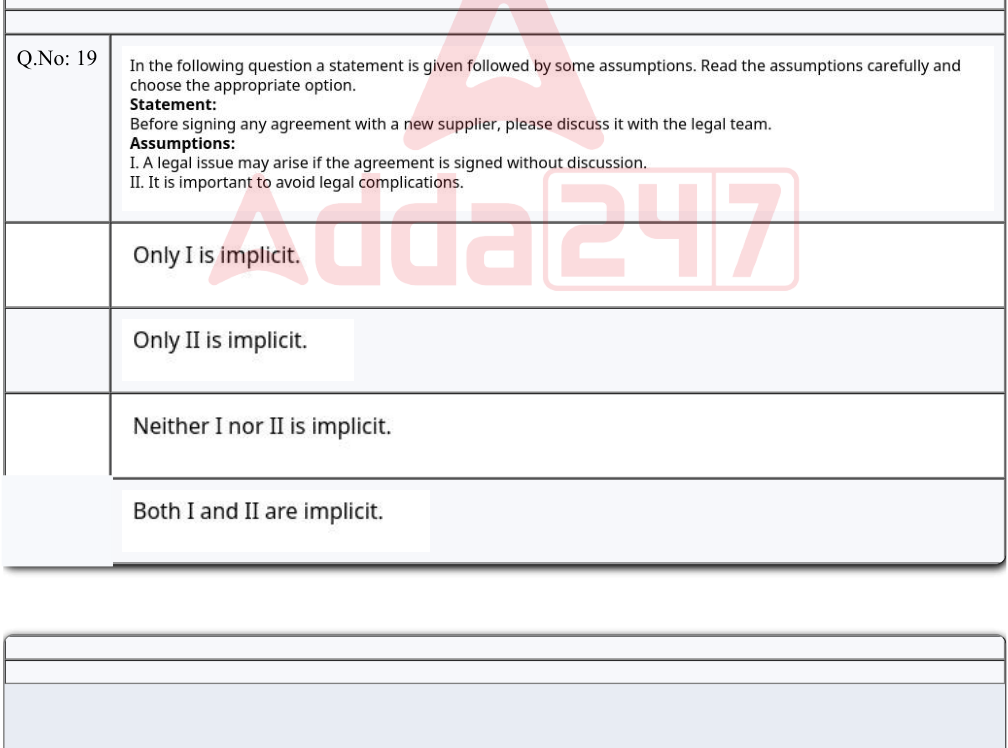 Q.No: 19
In the following question a statement is given followed by some assumptions. Read the assumptions carefully and
choose the appropriate option.
Statement:
Before signing any agreement with a new supplier, please discuss it with the legal team.
Assumptions:
I. A legal issue may arise if the agreement is signed without discussion.
II. It is important to avoid legal complications.
Adda247
Only I is implicit.
Only II is implicit.
Neither I nor II is implicit.
Both I and II are implicit.